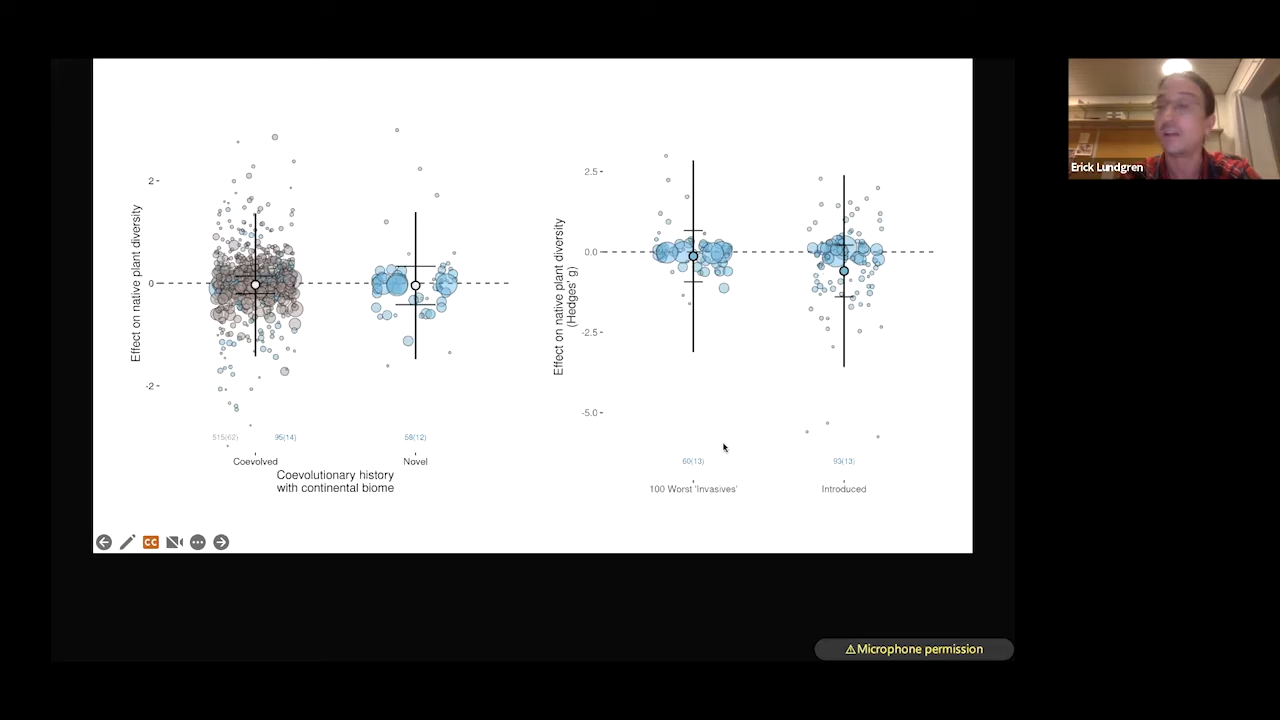 Effect on native plant diversity
2
0
-2
515(62)
95(14)
58(12)
Coevolved
Novel
Coevolutionary history
with continental biome
Effect on native plant diversity
(Hedges' g)
2.5
0.0
-2.5
-5.0
60(13)
93(13)
100 Worst 'Invasives'
Introduced
CC
Erick Lundgren
⚠Microphone permission